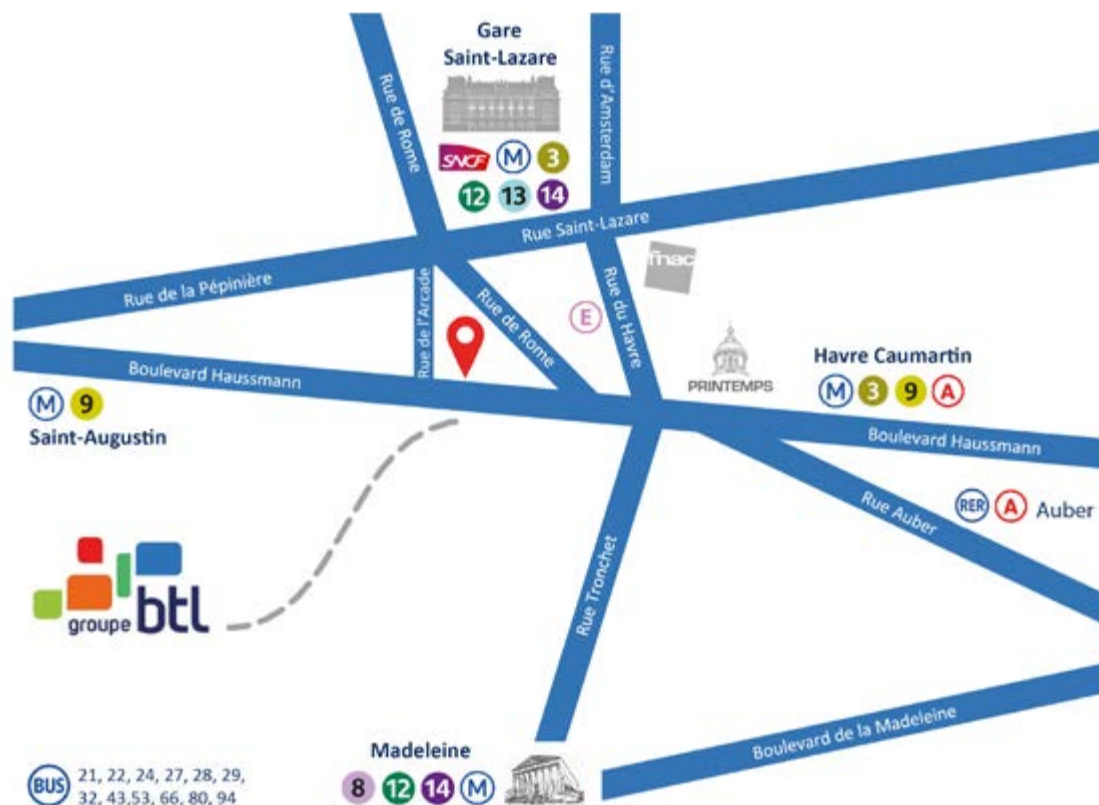 Gare
Saint-Lazare
SNCF M 3
12 13 14
Rue de Rome
Rue d'Amsterdam
Rue Saint-Lazare
fnac
Rue de la Pépinière
Rue de l'Arcade
Rue de Rome
E
Rue du Havre
PRINTEMPS
Havre Caumartin
M 3 9 A
Boulevard Haussmann
M 9
Saint-Augustin
Boulevard Haussmann
Rue Auber
RER A Auber
groupe btl
Rue Tronchet
Boulevard de la Madeleine
Madeleine
8 12 14 M
BUS 21, 22, 24, 27, 28, 29,
32, 43,53, 66, 80, 94